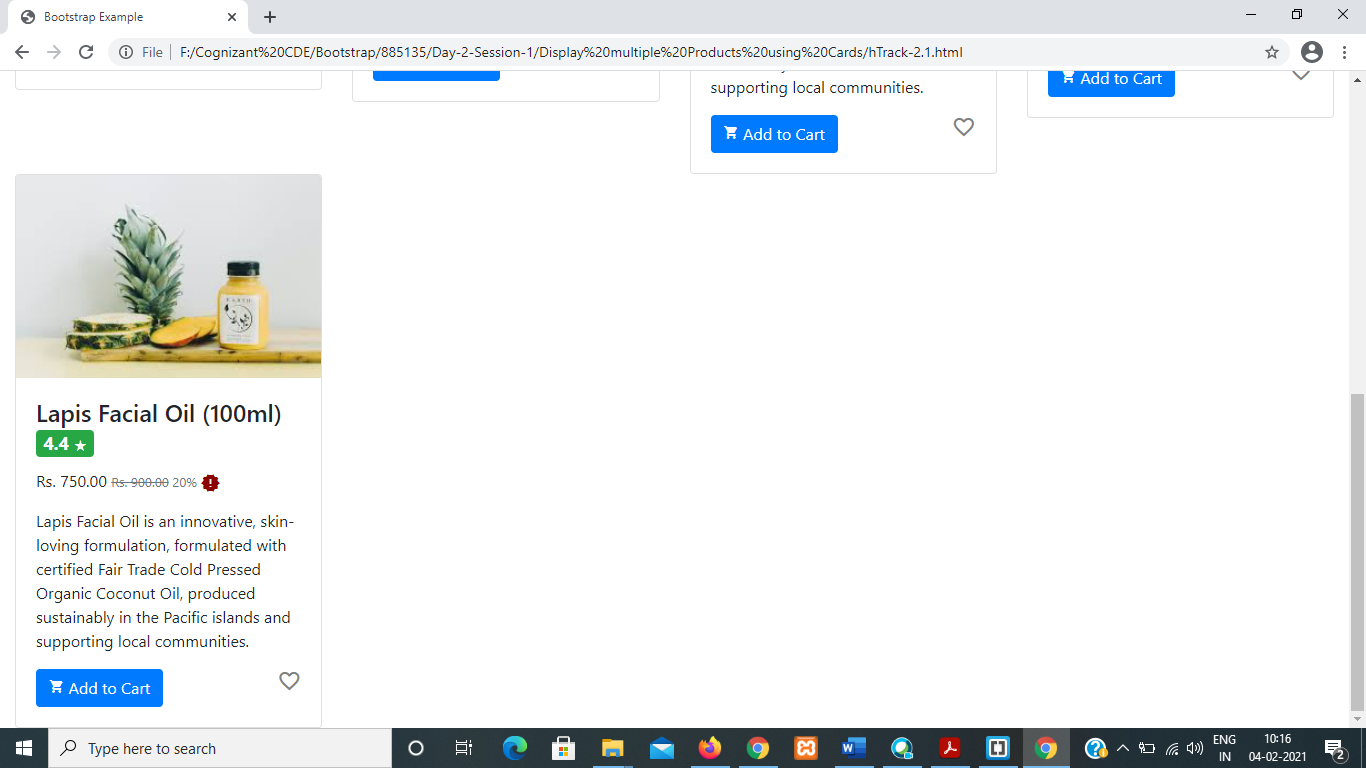 Bootstrap Example
File
F:/Cognizant%20CDE/Bootstrap/885135/Day-2-Session-1/Display%20multiple%20Products%20using%20Cards/hTrack-2.1.html
supporting local communities.
Add to Cart
Add to Cart
Lapis Facial Oil (100ml)
4.4 ★
Rs. 750.00 Rs. 900.00 20%
Lapis Facial Oil is an innovative, skin-
loving formulation, formulated with
certified Fair Trade Cold Pressed
Organic Coconut Oil, produced
sustainably in the Pacific islands and
supporting local communities.
Add to Cart
Type here to search
ENG
IN
10:16
04-02-2021
2